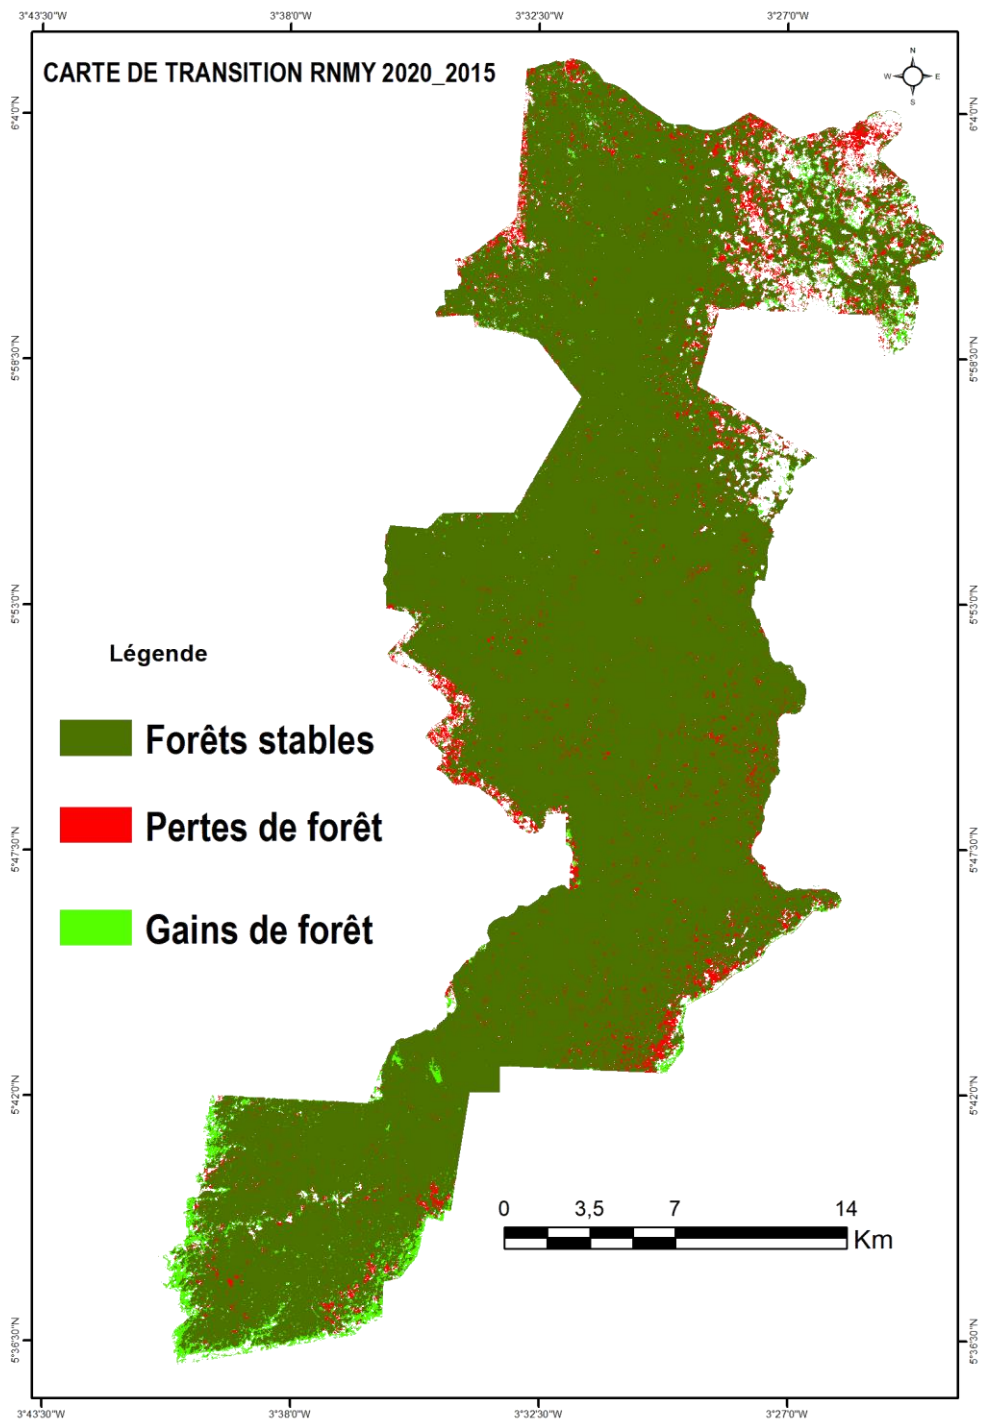 3°43'30"W 3°38'0"W 3°32'30"W 3°27'0"W
CARTE DE TRANSITION RNMY 2020_2015
N
W E
S
6°4'0"N 6°4'0"N
5°58'30"N 5°58'30"N
5°53'0"N 5°53'0"N
Légende
Forêts stables
Pertes de forêt
5°47'30"N 5°47'30"N
Gains de forêt
5°42'0"N 5°42'0"N
0 3,5 7 14
Km
5°36'30"N 5°36'30"N
3°43'30"W 3°38'0"W 3°32'30"W 3°27'0"W